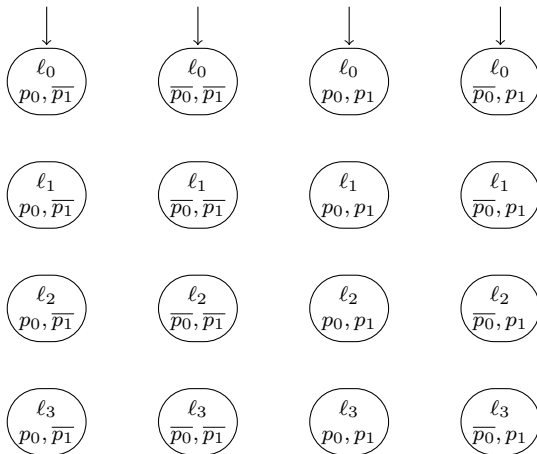 ℓ₀ ℓ₀ ℓ₀ ℓ₀
p₀, p̅₁ p̅₀, p̅₁ p₀, p₁ p̅₀, p₁
ℓ₁ ℓ₁ ℓ₁ ℓ₁
p₀, p̅₁ p̅₀, p̅₁ p₀, p₁ p̅₀, p₁
ℓ₂ ℓ₂ ℓ₂ ℓ₂
p₀, p̅₁ p̅₀, p̅₁ p₀, p₁ p̅₀, p₁
ℓ₃ ℓ₃ ℓ₃ ℓ₃
p₀, p̅₁ p̅₀, p̅₁ p₀, p₁ p̅₀, p₁